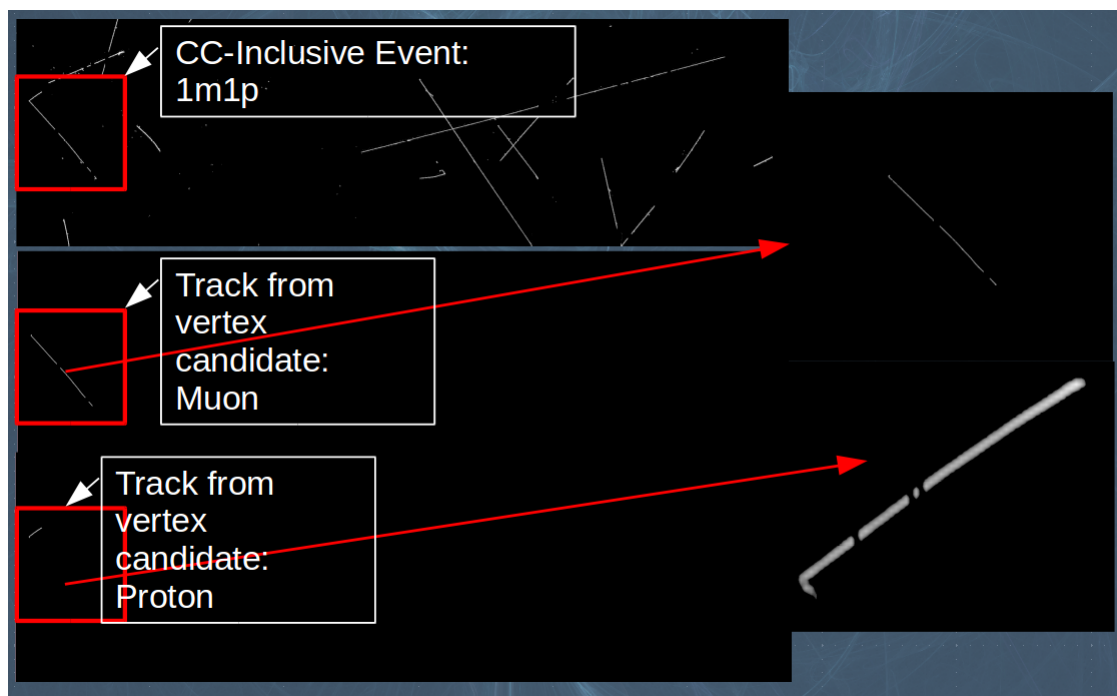 CC-Inclusive Event:
1m1p
Track from
vertex
candidate:
Muon
Track from
vertex
candidate:
Proton